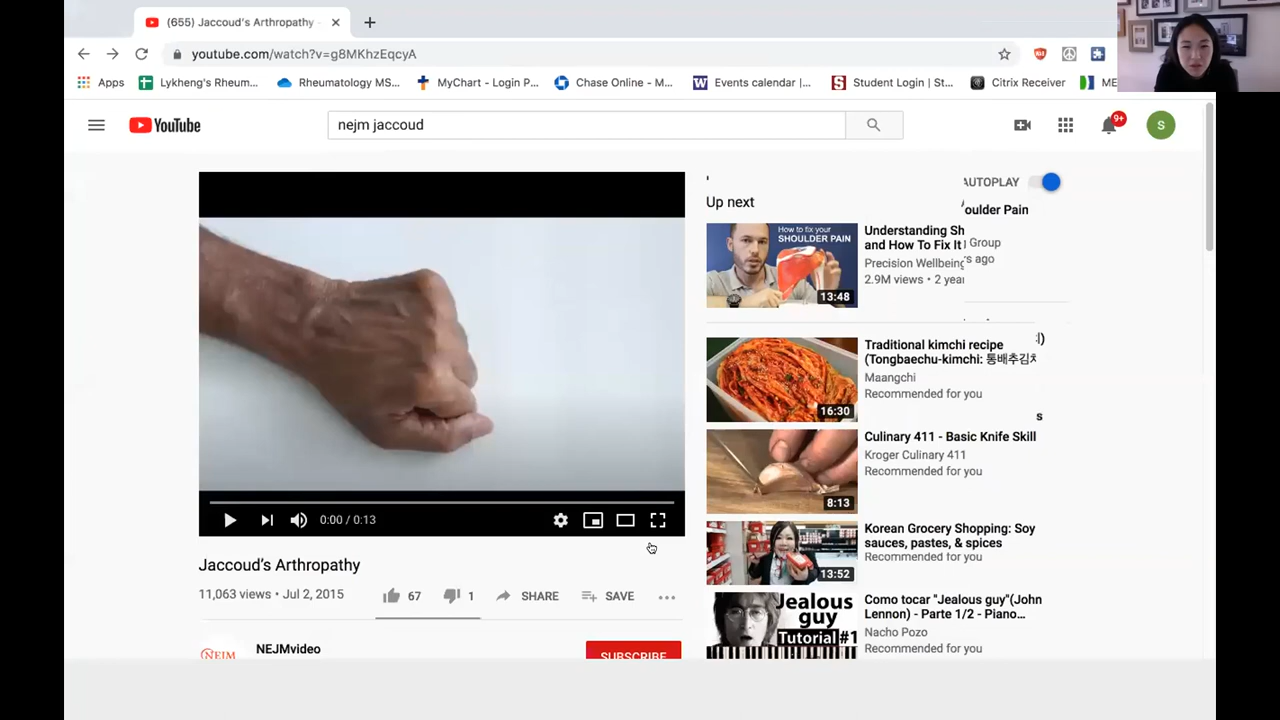 (655) Jaccoud's Arthropathy -
youtube.com/watch?v=g8MKhzEqcyA
Apps
Lykheng's Rheum...
Rheumatology MS...
MyChart - Login P...
Chase Online - M...
Events calendar |...
Student Login | St...
Citrix Receiver
ME
YouTube
nejm jaccoud
9+
S
Up next
AUTOPLAY
oulder Pain
Group
rs ago
How to fix your
SHOULDER PAIN
13:48
Understanding Sh
and How To Fix It
Precision Wellbeing
2.9M views • 2 year
16:30
Traditional kimchi recipe
(Tongbaechu-kimchi: 통배추김치
Maangchi
Recommended for you
8:13
Culinary 411 - Basic Knife Skill
s
Kroger Culinary 411
Recommended for you
13:52
Korean Grocery Shopping: Soy
sauces, pastes, & spices
Recommended for you
Jealous
guy
Tutorial #1
Como tocar "Jealous guy"(John
Lennon) - Parte 1/2 - Piano...
Nacho Pozo
Recommended for you
0:00 / 0:13
Jaccoud's Arthropathy
11,063 views • Jul 2, 2015
67
1
SHARE
SAVE
NEJM
NEJMvideo
SUBSCRIBE